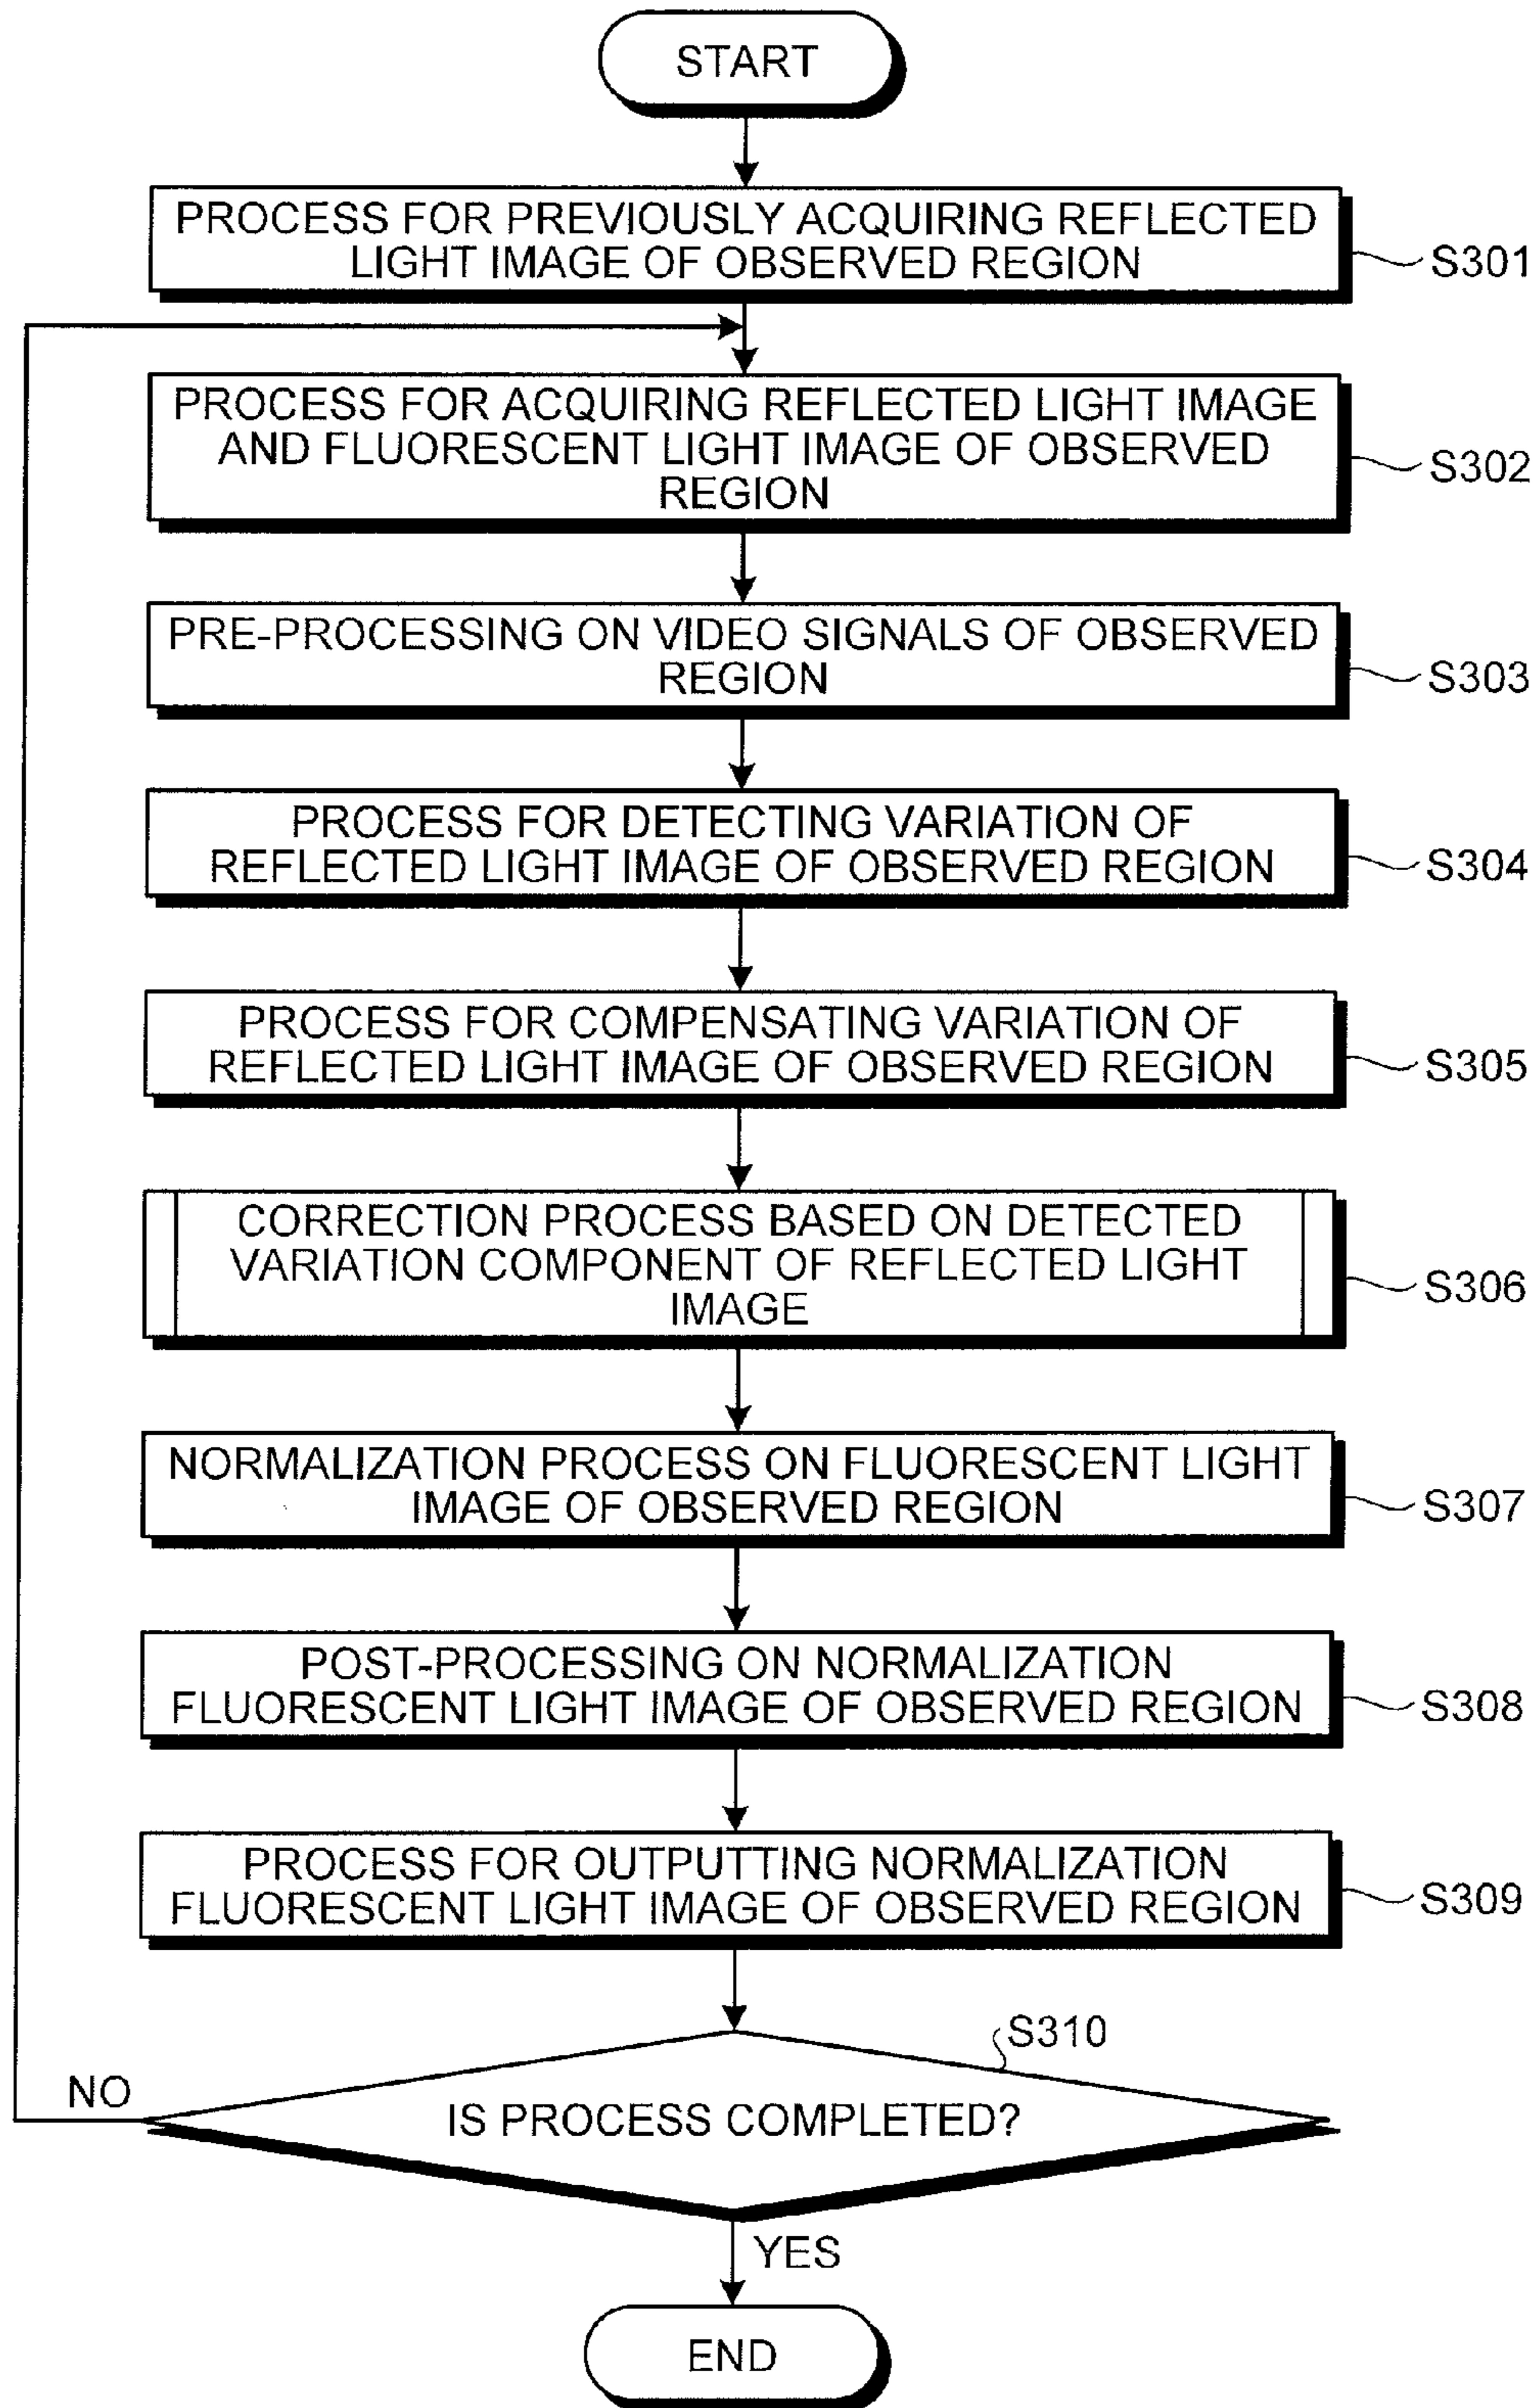 START
PROCESS FOR PREVIOUSLY ACQUIRING REFLECTED
LIGHT IMAGE OF OBSERVED REGION
S301
PROCESS FOR ACQUIRING REFLECTED LIGHT IMAGE
AND FLUORESCENT LIGHT IMAGE OF OBSERVED
REGION
S302
PRE-PROCESSING ON VIDEO SIGNALS OF OBSERVED
REGION
S303
PROCESS FOR DETECTING VARIATION OF
REFLECTED LIGHT IMAGE OF OBSERVED REGION
S304
PROCESS FOR COMPENSATING VARIATION OF
REFLECTED LIGHT IMAGE OF OBSERVED REGION
S305
CORRECTION PROCESS BASED ON DETECTED
VARIATION COMPONENT OF REFLECTED LIGHT
IMAGE
S306
NORMALIZATION PROCESS ON FLUORESCENT LIGHT
IMAGE OF OBSERVED REGION
S307
POST-PROCESSING ON NORMALIZATION
FLUORESCENT LIGHT IMAGE OF OBSERVED REGION
S308
PROCESS FOR OUTPUTTING NORMALIZATION
FLUORESCENT LIGHT IMAGE OF OBSERVED REGION
S309
S310
NO
IS PROCESS COMPLETED?
YES
END